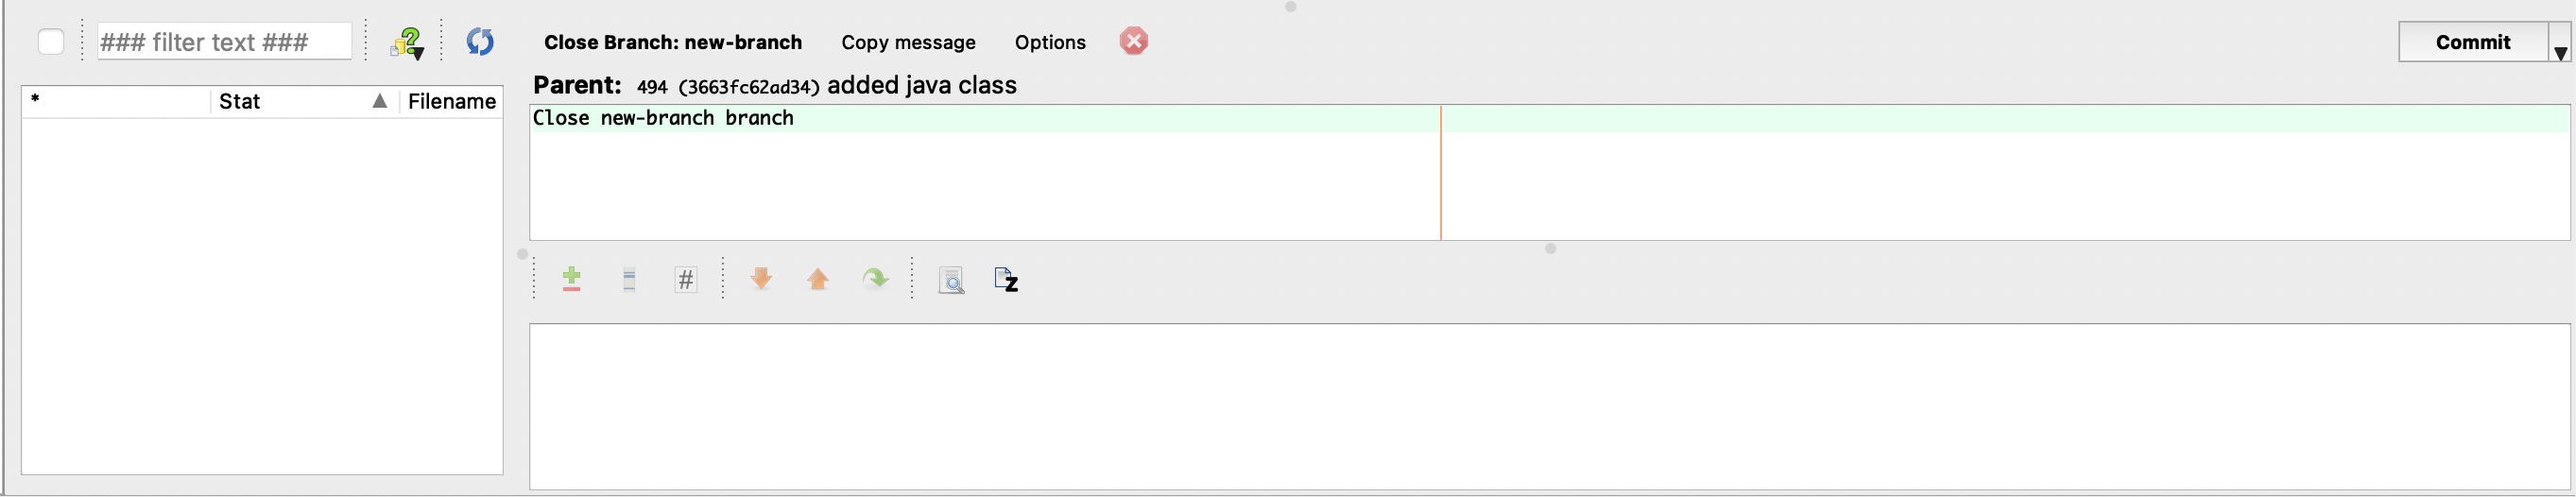 ### filter text ###
Close Branch: new-branch Copy message Options Commit
Parent: 494 (3663fc62ad34) added java class
* Stat Filename
Close new-branch branch
#
z